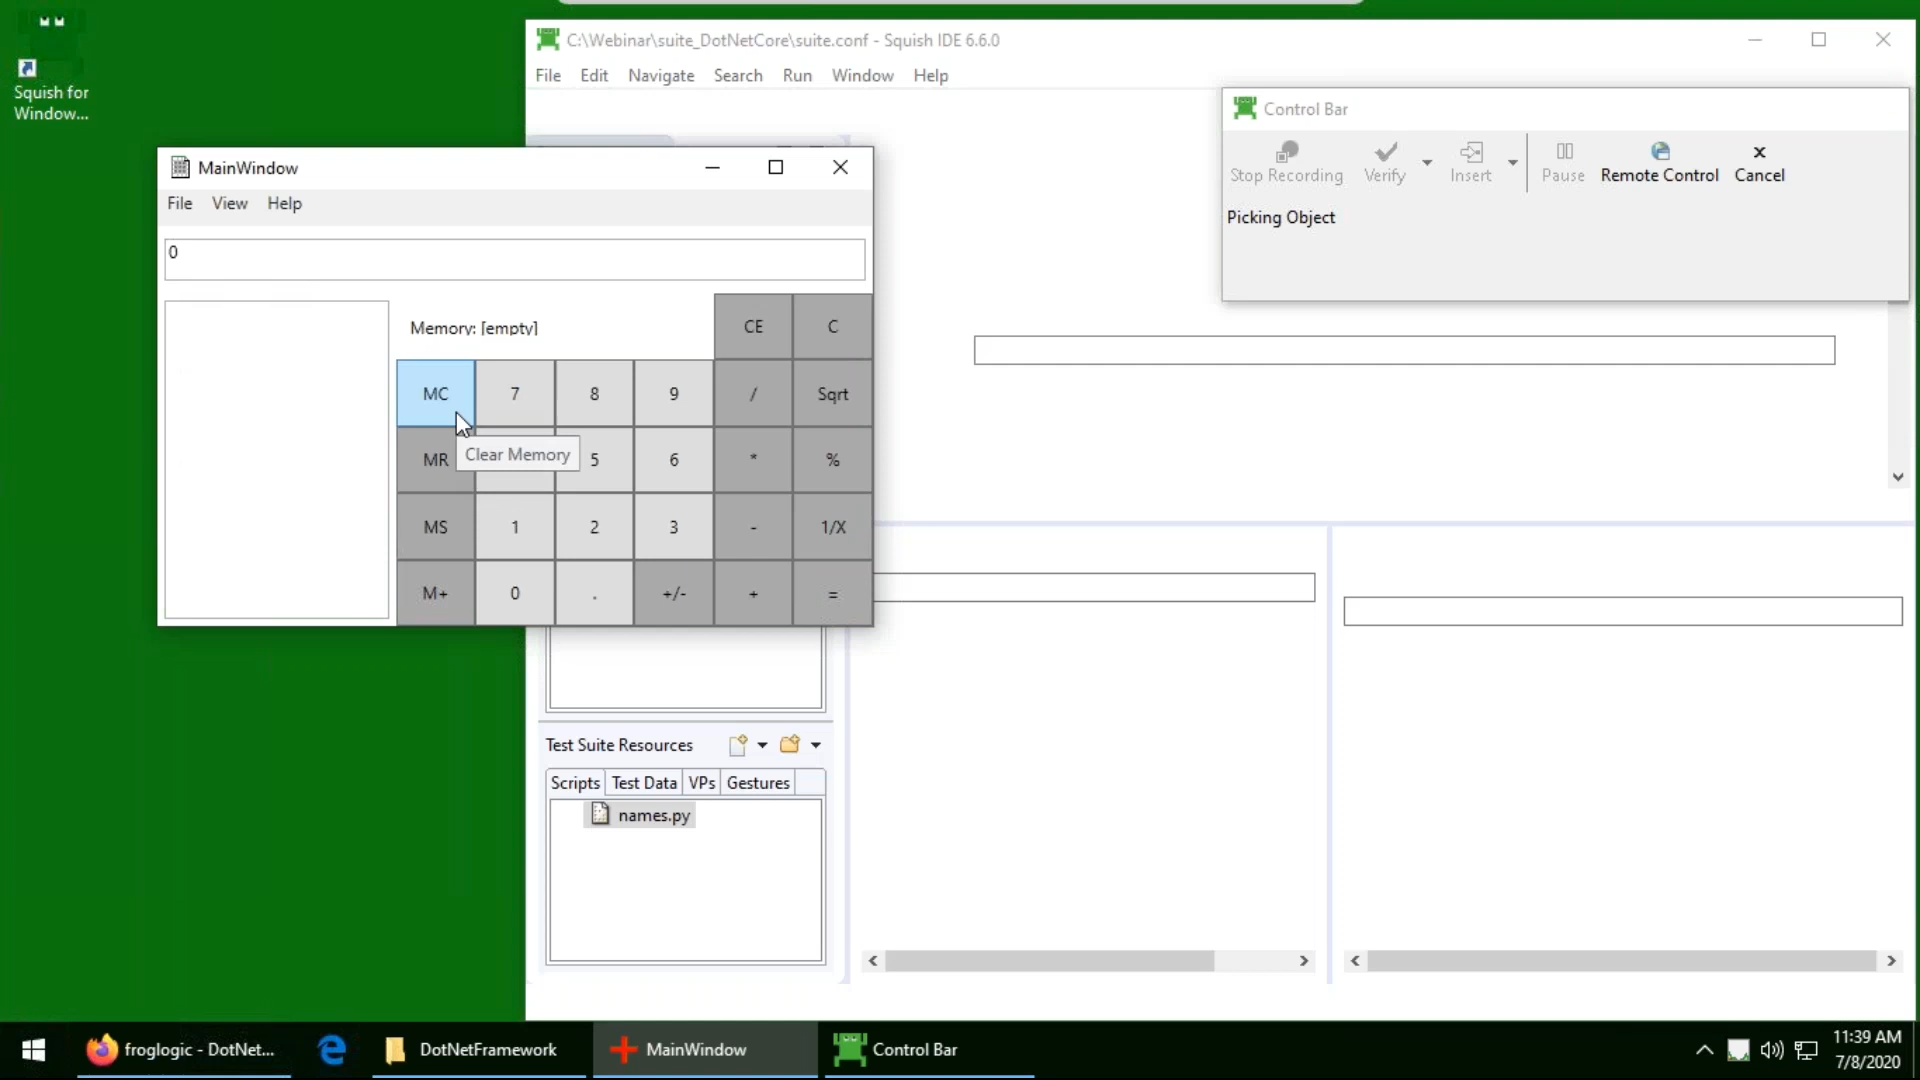 Squish for
Window...
C:\Webinar\suite_DotNetCore\suite.conf - Squish IDE 6.6.0
File Edit Navigate Search Run Window Help
Control Bar
Stop Recording Verify Insert Pause Remote Control Cancel
Picking Object
MainWindow
File View Help
0
Memory: [empty]
CE C
MC 7 8 9 / Sqrt
MR 5 6 * %
Clear Memory
MS 1 2 3 - 1/X
M+ 0 . +/- + =
Test Suite Resources
Scripts Test Data VPs Gestures
names.py
froglogic - DotNet...
DotNetFramework
MainWindow
Control Bar
11:39 AM
7/8/2020